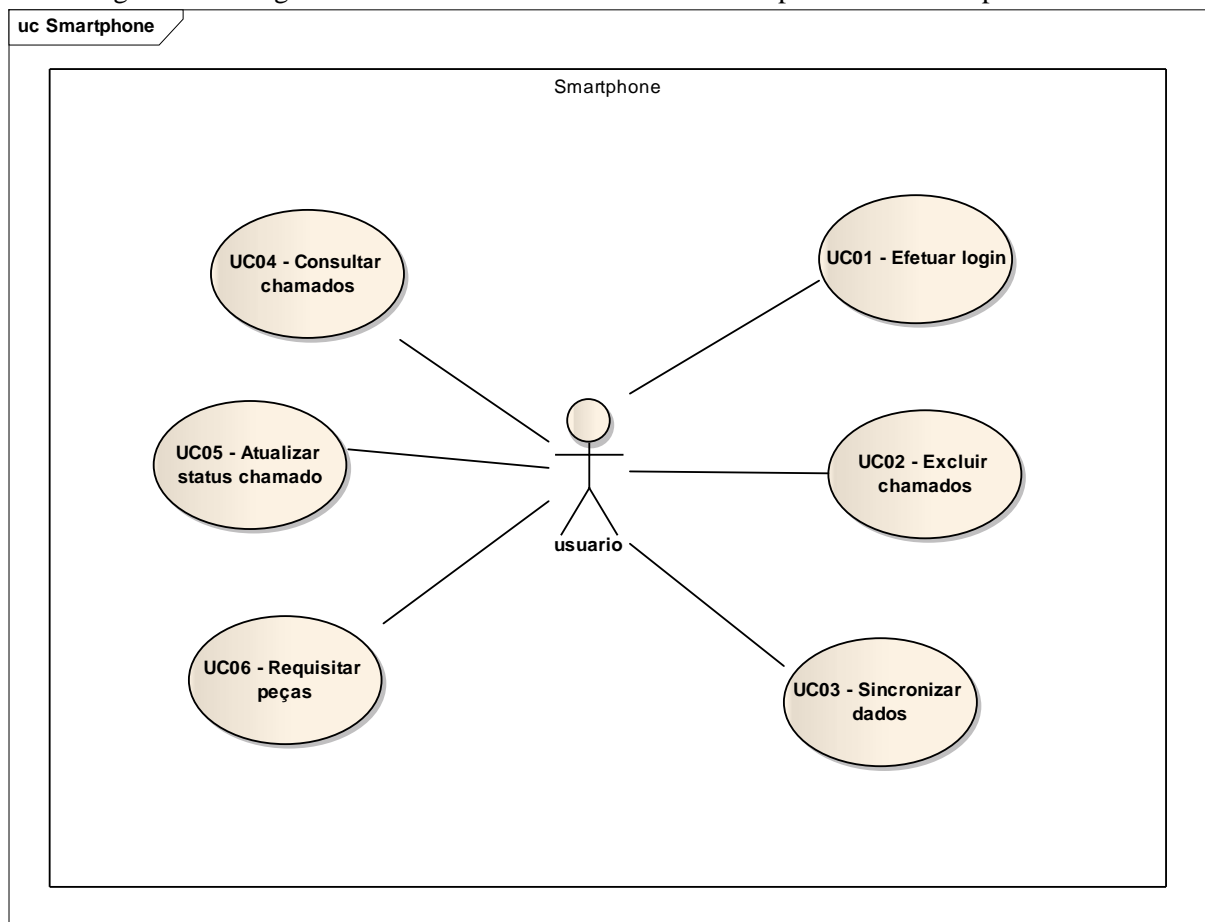 uc Smartphone
Smartphone
UC04 - Consultar
chamados
UC01 - Efetuar login
UC05 - Atualizar
status chamado
UC02 - Excluir
chamados
usuario
UC06 - Requisitar
peças
UC03 - Sincronizar
dados